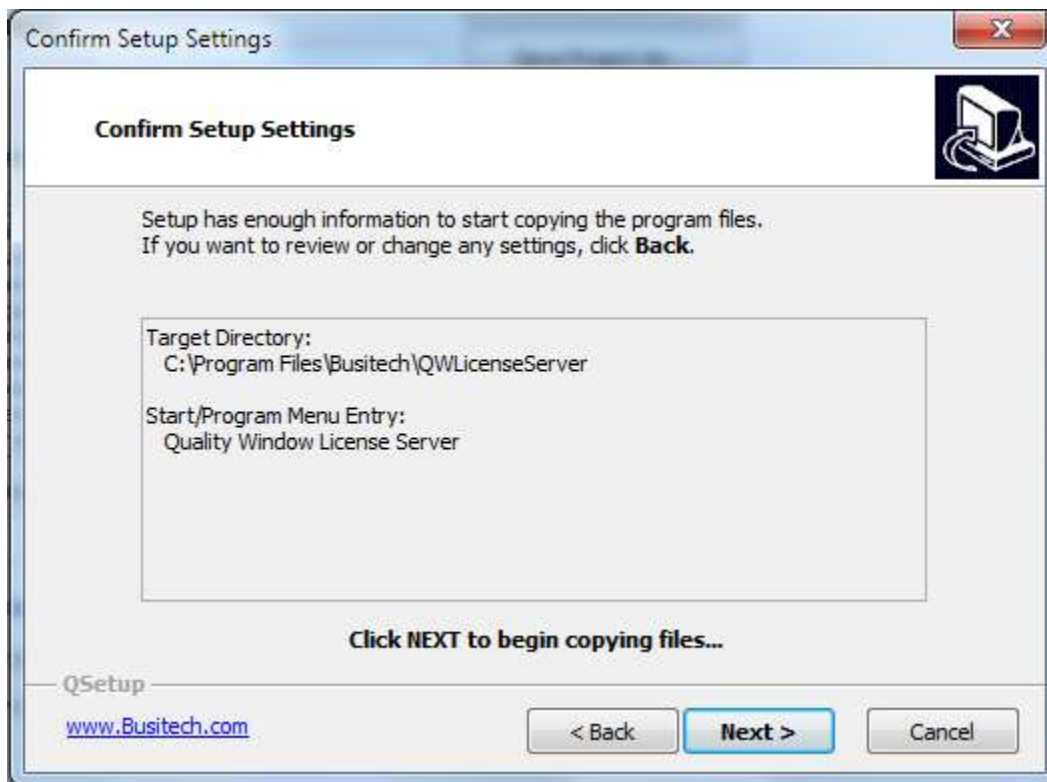 Confirm Setup Settings
Confirm Setup Settings
Setup has enough information to start copying the program files.
If you want to review or change any settings, click Back.
Target Directory:
C:\Program Files\Busitech\QWLicenseServer
Start/Program Menu Entry:
Quality Window License Server
Click NEXT to begin copying files...
QSetup
www.Busitech.com
< Back
Next >
Cancel